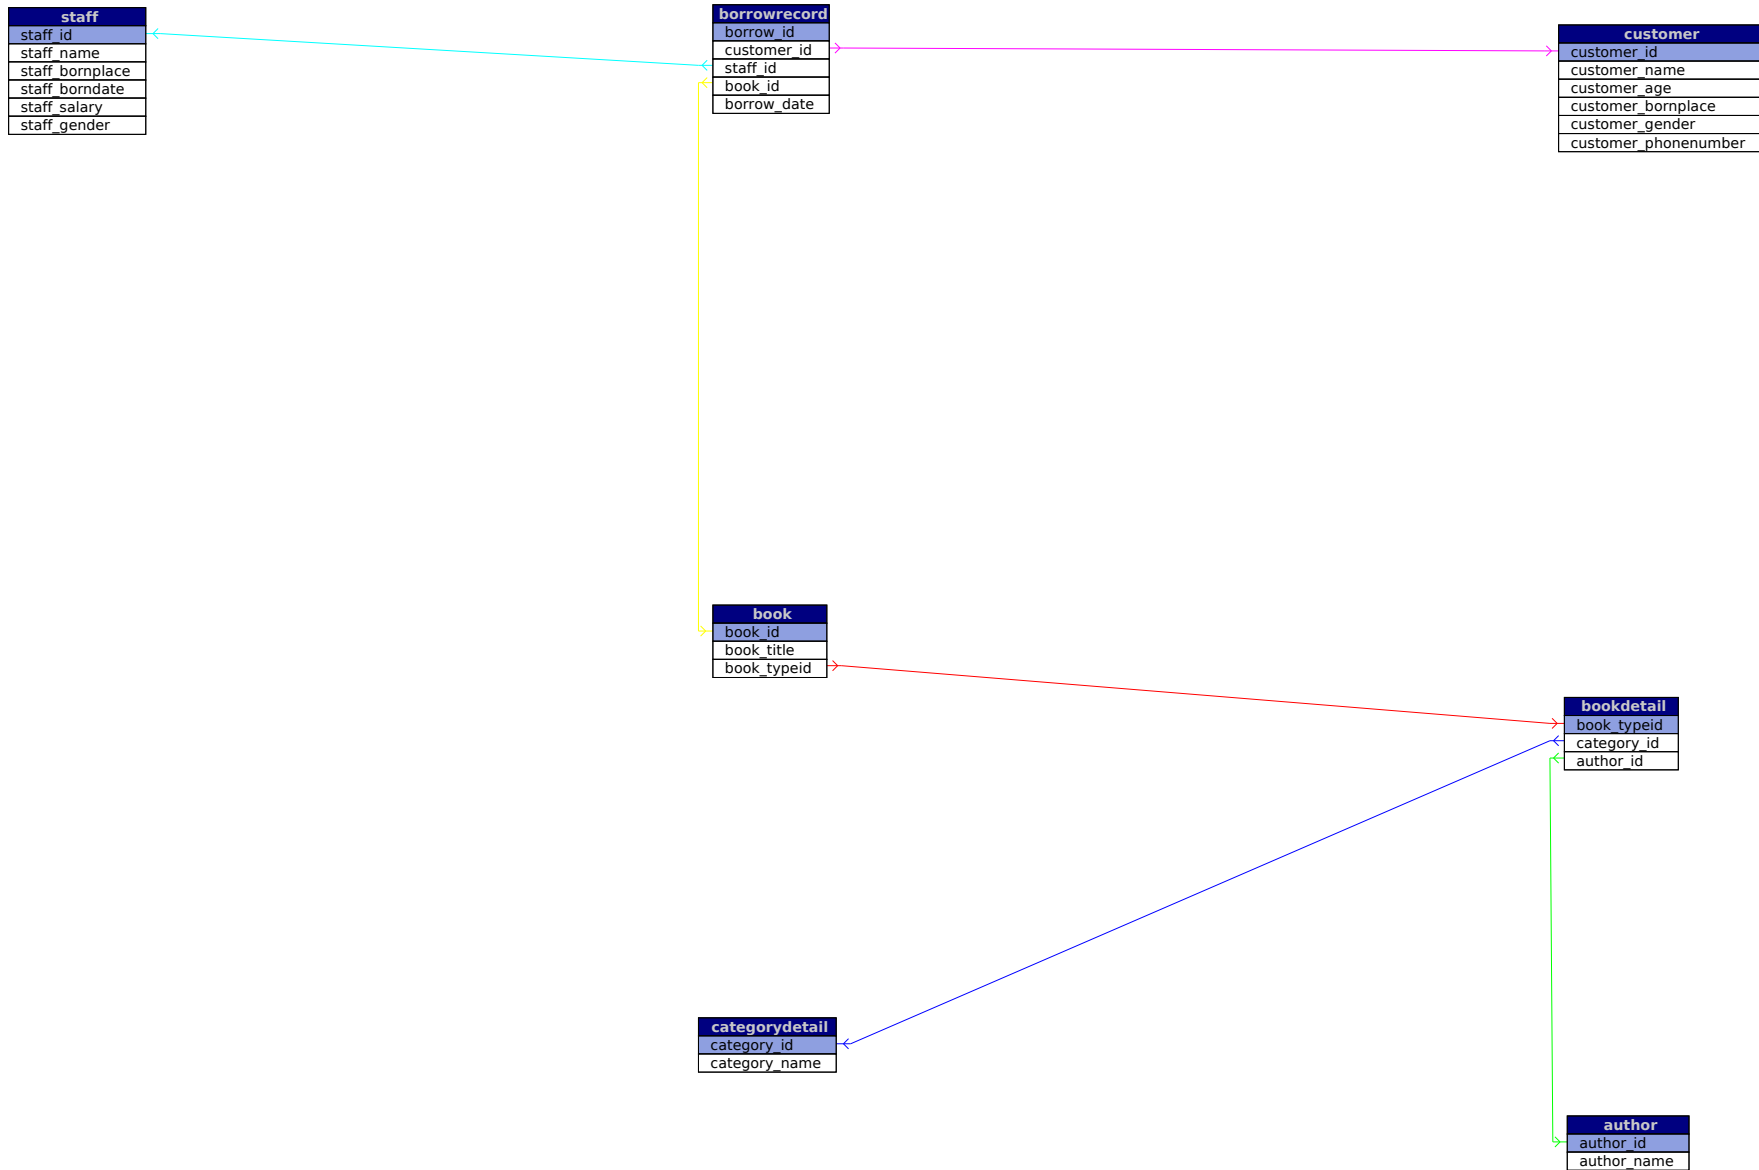 staff
staff_id
staff_name
staff_bornplace
staff_borndate
staff_salary
staff_gender
borrowrecord
borrow_id
customer_id
staff_id
book_id
borrow_date
customer
customer_id
customer_name
customer_age
customer_bornplace
customer_gender
customer_phonenumber
book
book_id
book_title
book_typeid
bookdetail
book_typeid
category_id
author_id
categorydetail
category_id
category_name
author
author_id
author_name